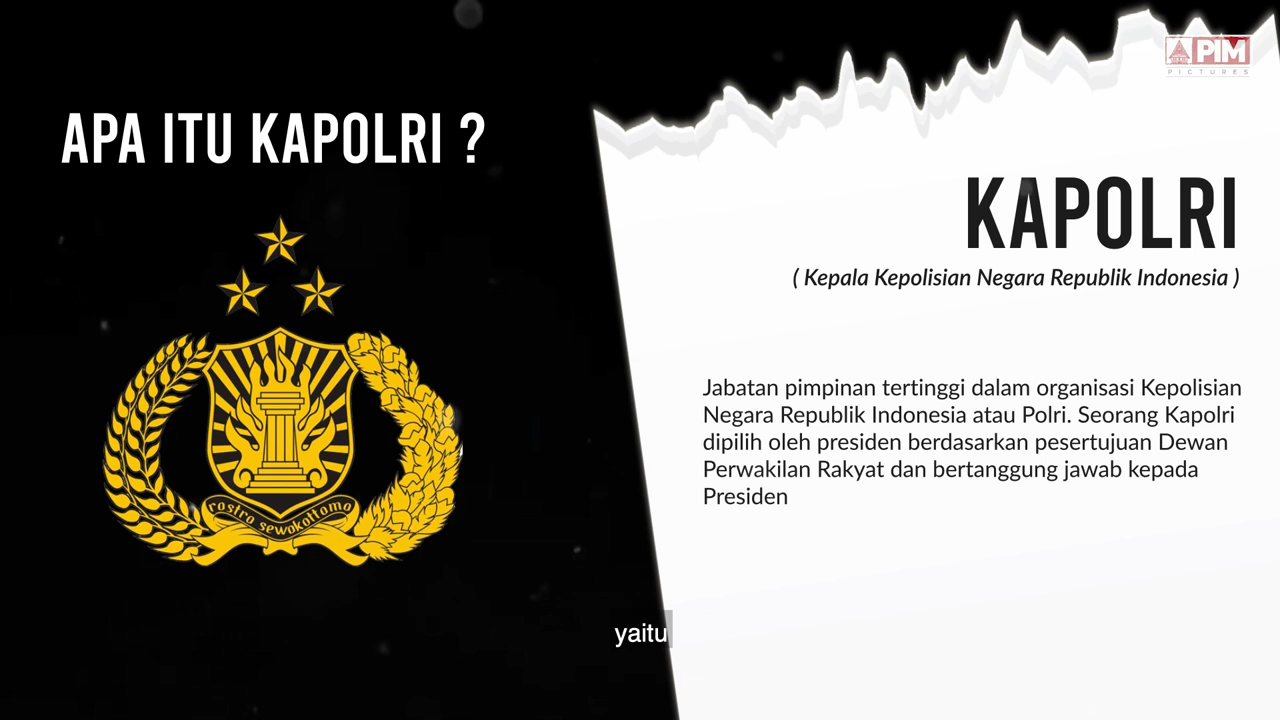 APA ITU KAPOLRI ?
rastra sewakottama
PIM
PICTURES
KAPOLRI
( Kepala Kepolisian Negara Republik Indonesia )
Jabatan pimpinan tertinggi dalam organisasi Kepolisian
Negara Republik Indonesia atau Polri. Seorang Kapolri
dipilih oleh presiden berdasarkan pesertujuan Dewan
Perwakilan Rakyat dan bertanggung jawab kepada
Presiden
yaitu